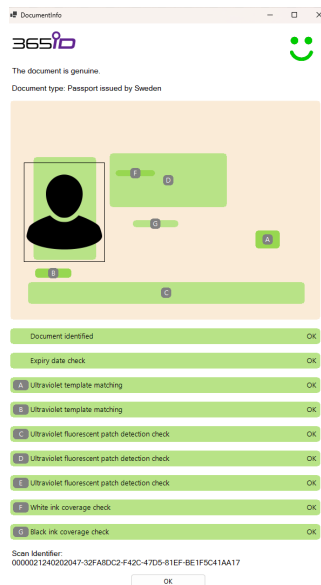 DocumentInfo
365iD
The document is genuine.
Document type: Passport issued by Sweden
F
D
G
A
B
C
Document identified OK
Expiry date check OK
A Ultraviolet template matching OK
B Ultraviolet template matching OK
C Ultraviolet fluorescent patch detection check OK
D Ultraviolet fluorescent patch detection check OK
E Ultraviolet fluorescent patch detection check OK
F White ink coverage check OK
G Black ink coverage check OK
Scan Identifier:
0000021240202047-32FA8DC2-F42C-47D5-81EF-BE1F5C41AA17
OK